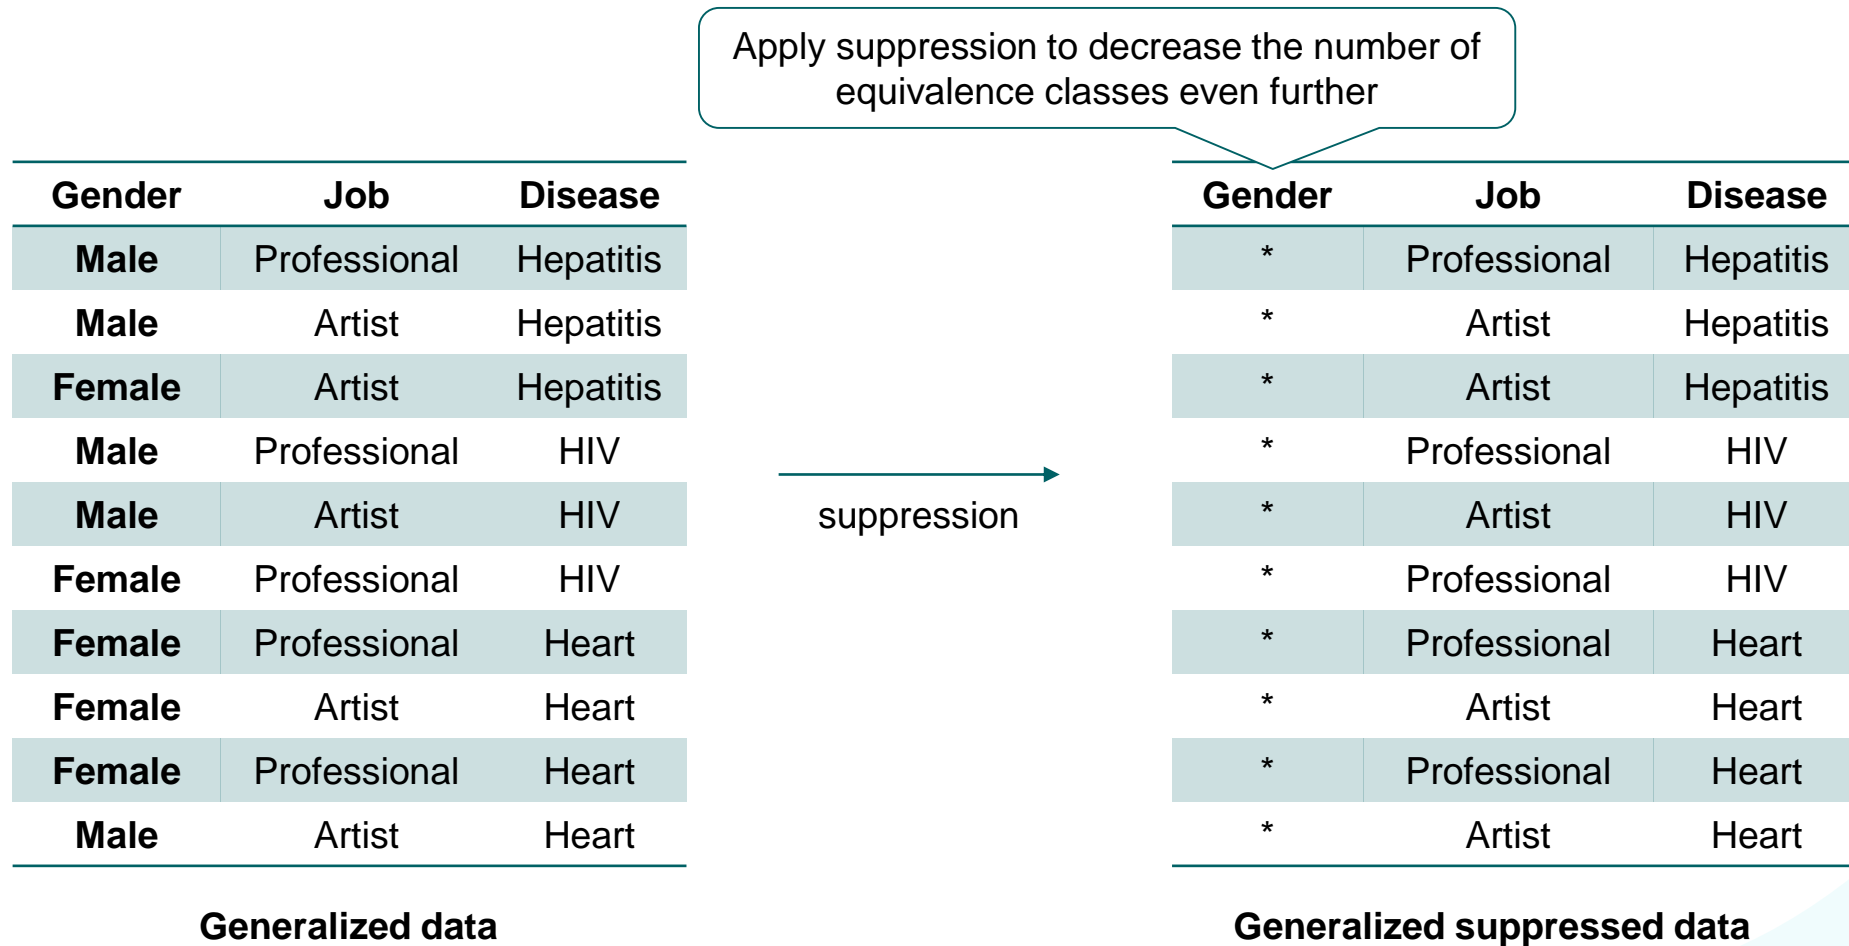 Apply suppression to decrease the number of
equivalence classes even further
Gender Job Disease
Male Professional Hepatitis
Male Artist Hepatitis
Female Artist Hepatitis
Male Professional HIV
Male Artist HIV
Female Professional HIV
Female Professional Heart
Female Artist Heart
Female Professional Heart
Male Artist Heart
Generalized data
suppression
Gender Job Disease
* Professional Hepatitis
* Artist Hepatitis
* Artist Hepatitis
* Professional HIV
* Artist HIV
* Professional HIV
* Professional Heart
* Artist Heart
* Professional Heart
* Artist Heart
Generalized suppressed data